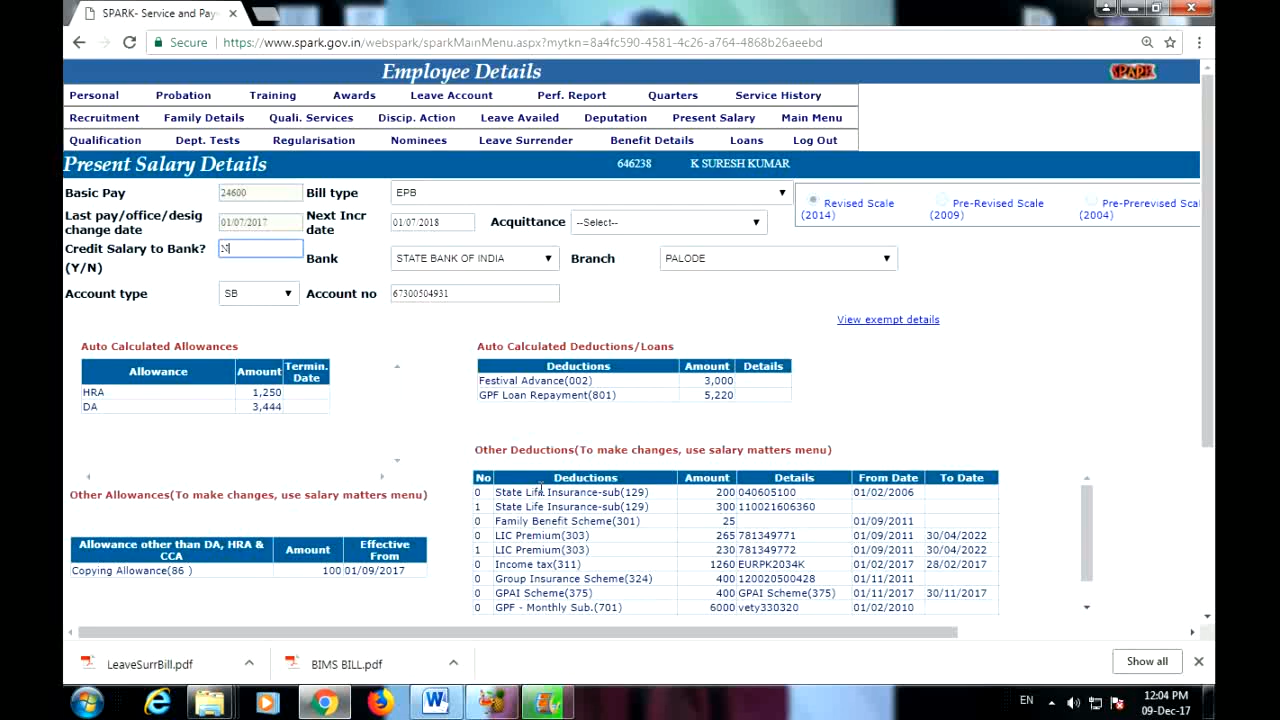 SPARK- Service and Pay
Secure https://www.spark.gov.in/webspark/sparkMainMenu.aspx?mytkn=8a4fc590-4581-4c26-a764-4868b26aeebd
Employee Details SPARK
Personal Probation Training Awards Leave Account Perf. Report Quarters Service History
Recruitment Family Details Quali. Services Discip. Action Leave Availed Deputation Present Salary Main Menu
Qualification Dept. Tests Regularisation Nominees Leave Surrender Benefit Details Loans Log Out
Present Salary Details 646238 K SURESH KUMAR
Basic Pay 24600 Bill type EPB
Revised Scale (2014) Pre-Revised Scale (2009) Pre-Prerevised Sca (2004)
Last pay/office/desig change date 01/07/2017 Next Incr date 01/07/2018 Acquittance --Select--
Credit Salary to Bank? (Y/N) N Bank STATE BANK OF INDIA Branch PALODE
Account type SB Account no 67300504931
View exempt details
Auto Calculated Allowances
Allowance Amount Termin. Date
HRA 1,250
DA 3,444
Auto Calculated Deductions/Loans
Deductions Amount Details
Festival Advance(002) 3,000
GPF Loan Repayment(801) 5,220
Other Allowances(To make changes, use salary matters menu)
Allowance other than DA, HRA & CCA Amount Effective From
Copying Allowance(86 ) 100 01/09/2017
Other Deductions(To make changes, use salary matters menu)
No Deductions Amount Details From Date To Date
0 State Life Insurance-sub(129) 200 040605100 01/02/2006
1 State Life Insurance-sub(129) 300 110021606360
0 Family Benefit Scheme(301) 25 01/09/2011
0 LIC Premium(303) 265 781349771 01/09/2011 30/04/2022
1 LIC Premium(303) 230 781349772 01/09/2011 30/04/2022
0 Income tax(311) 1260 EURPK2034K 01/02/2017 28/02/2017
0 Group Insurance Scheme(324) 400 120020500428 01/11/2011
0 GPAI Scheme(375) 400 GPAI Scheme(375) 01/11/2017 30/11/2017
0 GPF - Monthly Sub.(701) 6000 vety330320 01/02/2010
LeaveSurrBill.pdf BIMS BILL.pdf Show all
EN 12:04 PM
09-Dec-17